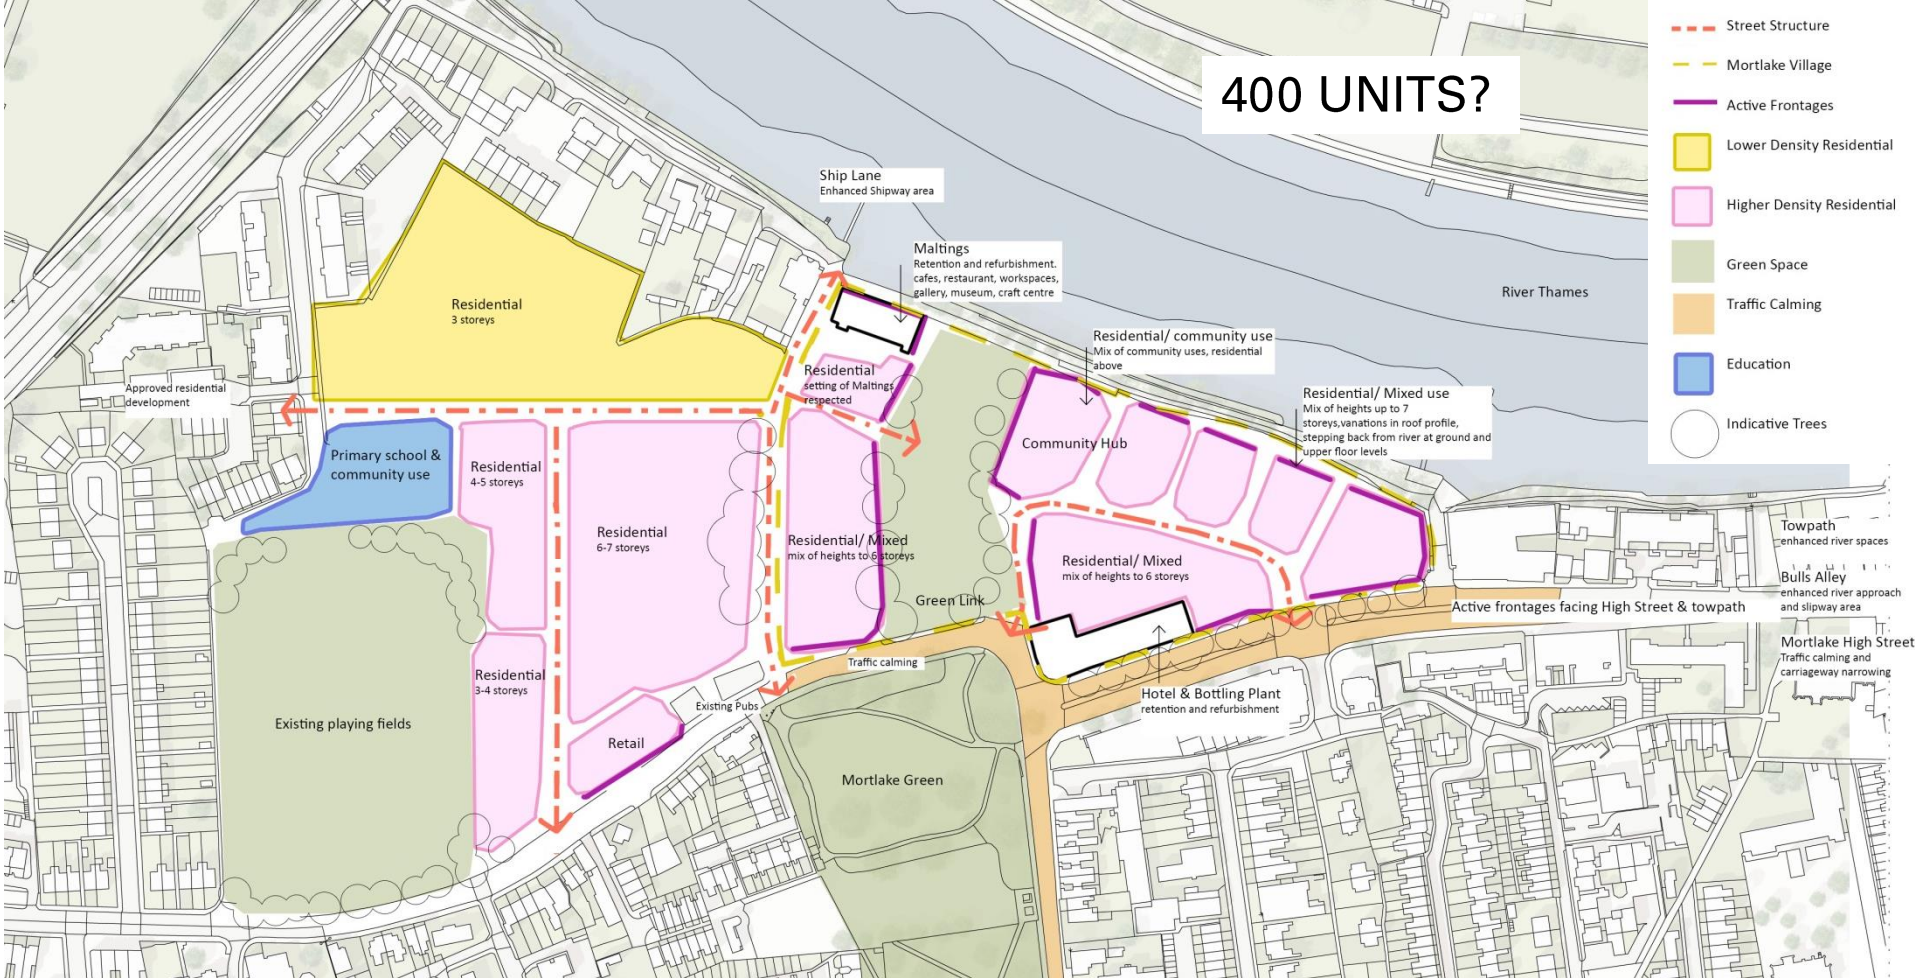 400 UNITS?
Street Structure
Mortlake Village
Active Frontages
Lower Density Residential
Higher Density Residential
Green Space
Traffic Calming
Education
Indicative Trees
River Thames
Ship Lane
Enhanced Shipway area
Maltings
Retention and refurbishment.
cafes, restaurant, workspaces,
gallery, museum, craft centre
Residential
3 storeys
Residential/ community use
Mix of community uses, residential
above
Residential
setting of Maltings
respected
Approved residential
development
Residential/ Mixed use
Mix of heights up to 7
storeys,vanations in roof profile,
stepping back from river at ground and
upper floor levels
Community Hub
Primary school &
community use
Residential
4-5 storeys
Residential
6-7 storeys
Residential/ Mixed
mix of heights to 6 storeys
Residential/ Mixed
mix of heights to 6 storeys
Towpath
enhanced river spaces
Bulls Alley
enhanced river approach
and slipway area
Green Link
Active frontages facing High Street & towpath
Mortlake High Street
Traffic calming and
carriageway narrowing
Traffic calming
Residential
3-4 storeys
Hotel & Bottling Plant
retention and refurbishment
Existing Pubs
Existing playing fields
Retail
Mortlake Green